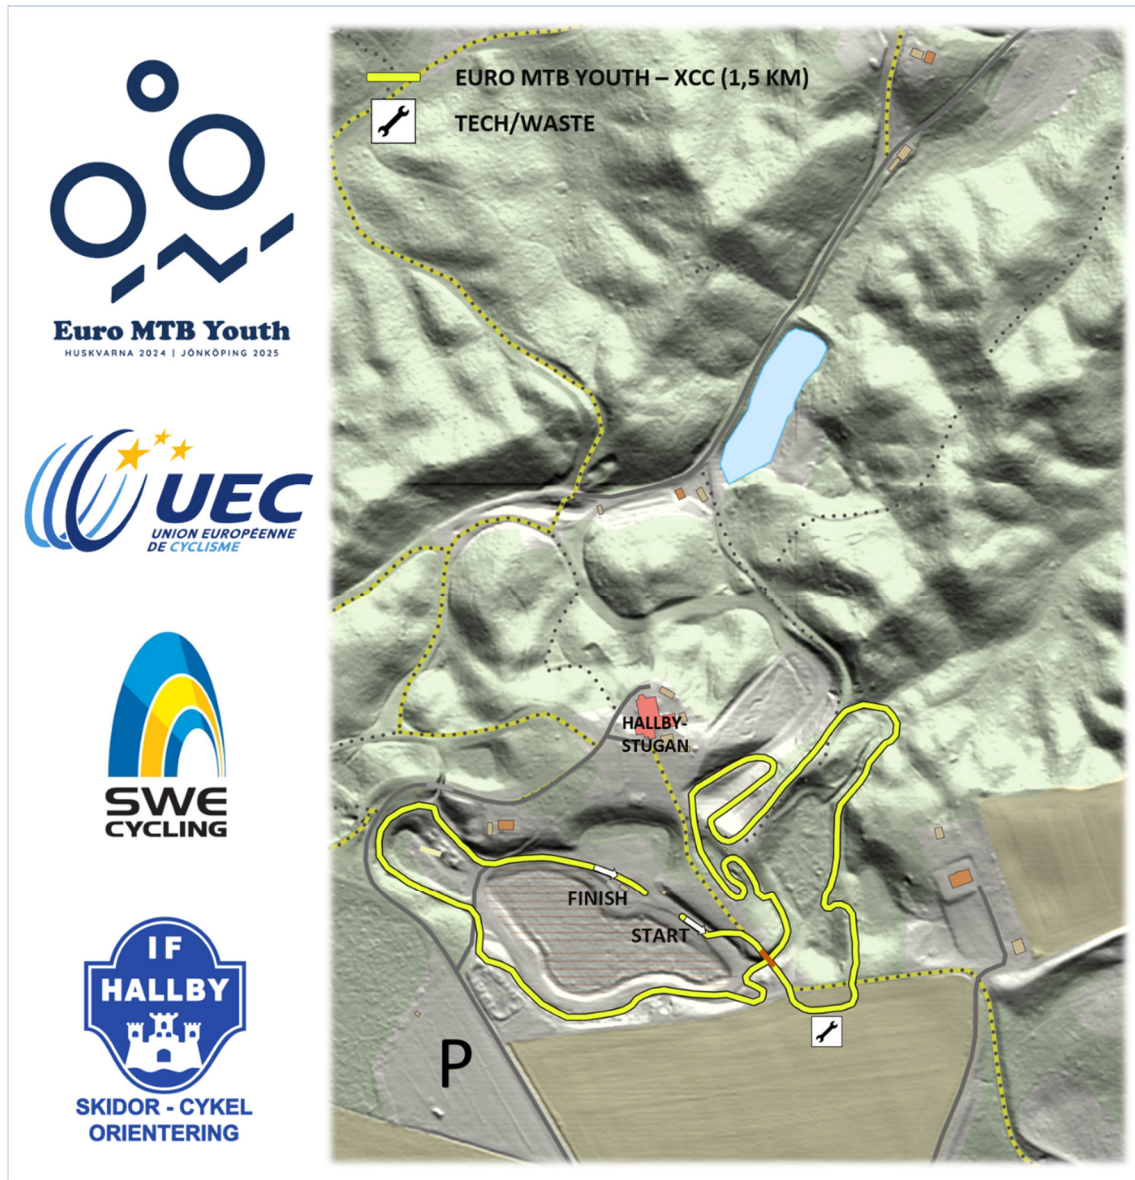 Euro MTB Youth
HUSKVARNA 2024 | JÖNKÖPING 2025
UEC
UNION EUROPÉENNE
DE CYCLISME
SWE
CYCLING
IF
HALLBY
SKIDOR - CYKEL
ORIENTERING
EURO MTB YOUTH – XCC (1,5 KM)
TECH/WASTE
HALLBY-
STUGAN
FINISH
START
P